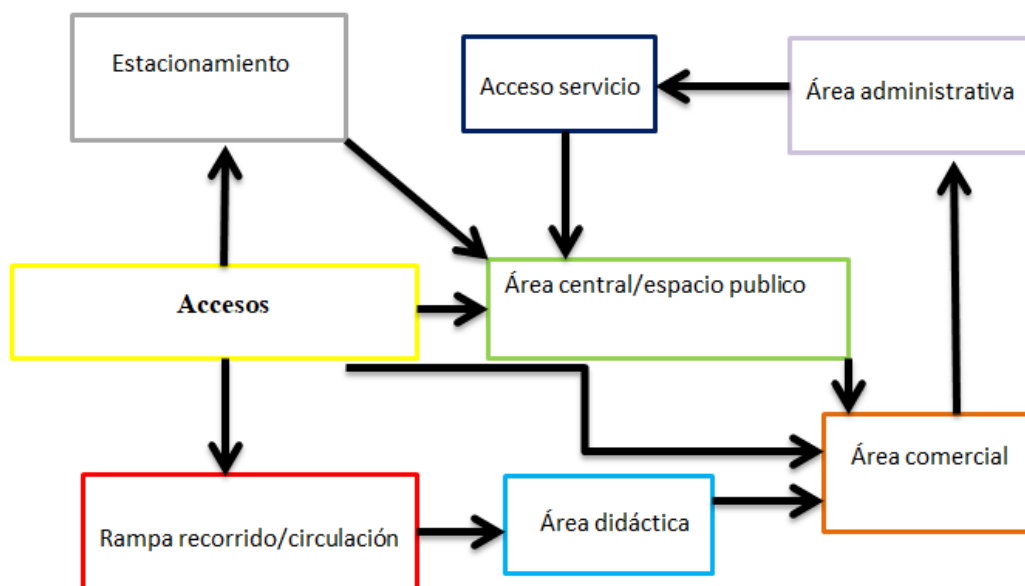 Estacionamiento
Acceso servicio
Área administrativa
Accesos
Área central/espacio publico
Área comercial
Rampa recorrido/circulación
Área didáctica